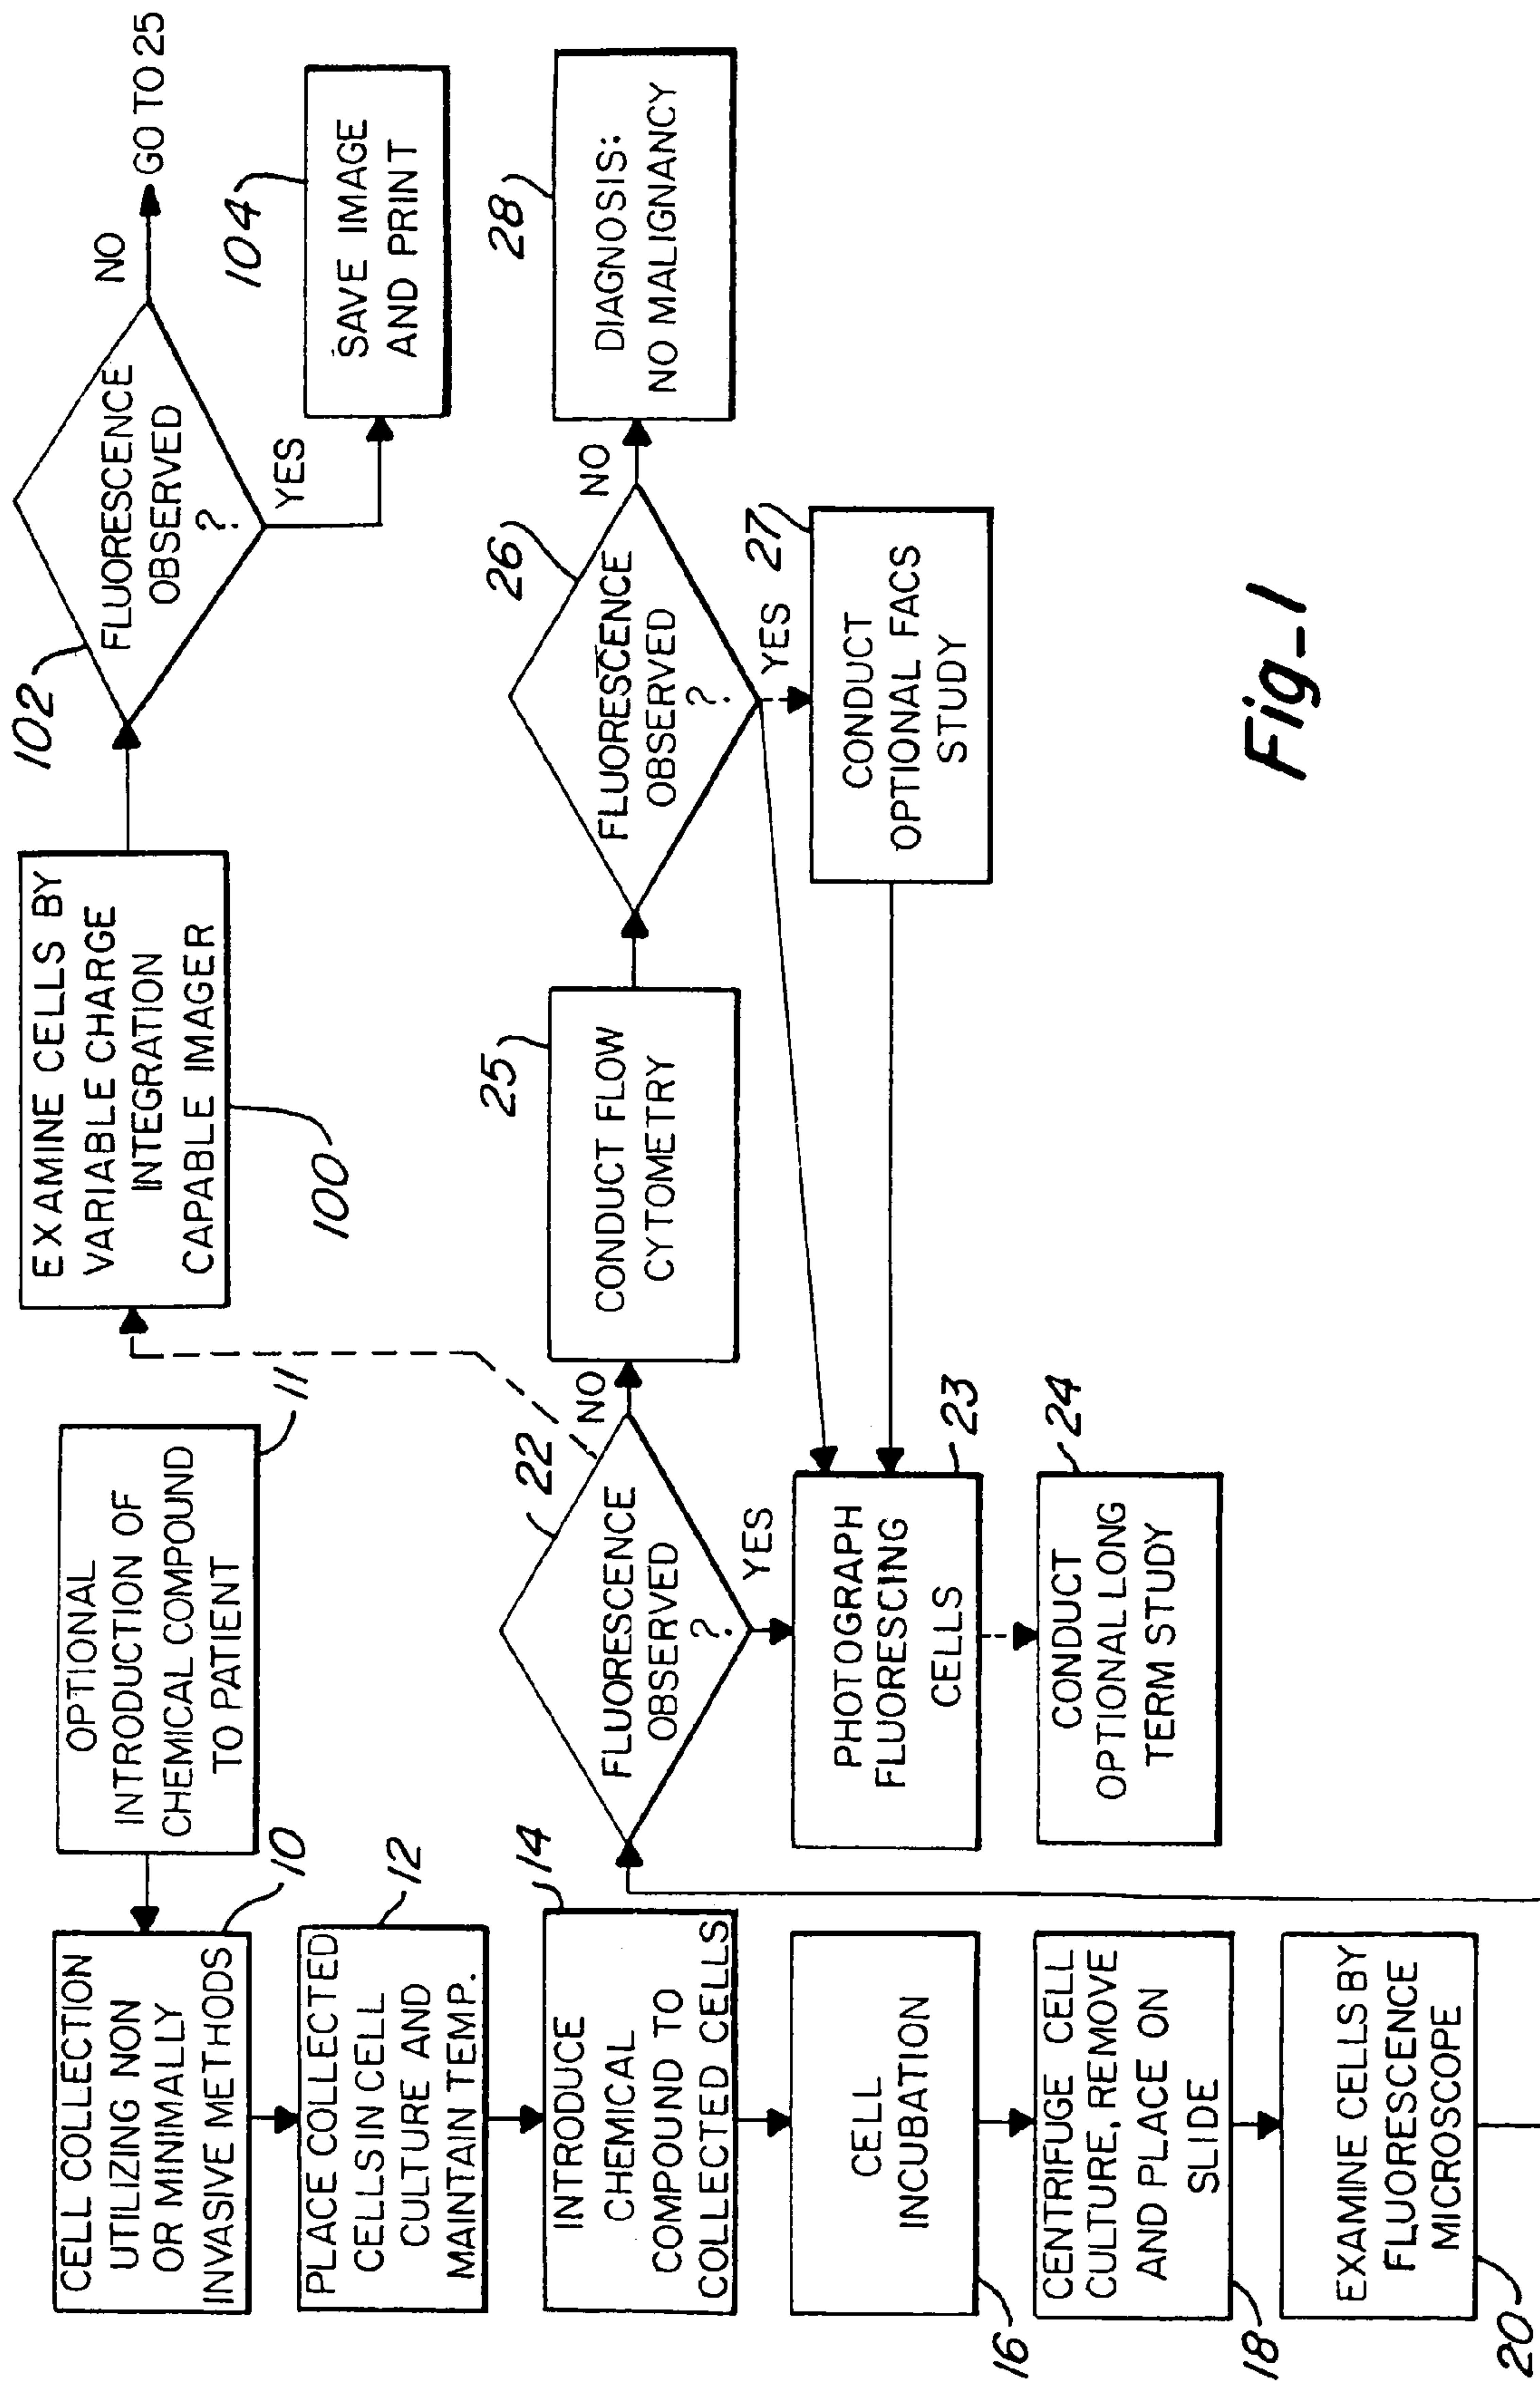 OPTIONAL
INTRODUCTION OF
CHEMICAL COMPOUND
TO PATIENT
11
CELL COLLECTION
UTILIZING NON
OR MINIMALLY
INVASIVE METHODS
10
PLACE COLLECTED
CELLS IN CELL
CULTURE AND
MAINTAIN TEMP.
12
INTRODUCE
CHEMICAL
COMPOUND TO
COLLECTED CELLS
14
CELL
INCUBATION
16
CENTRIFUGE CELL
CULTURE, REMOVE
AND PLACE ON
SLIDE
18
EXAMINE CELLS BY
FLUORESCENCE
MICROSCOPE
20
FLUORESCENCE
OBSERVED
?
22
NO
YES
PHOTOGRAPH
FLUORESCING
CELLS
23
CONDUCT
OPTIONAL LONG
TERM STUDY
24
CONDUCT FLOW
CYTOMETRY
25
FLUORESCENCE
OBSERVED
?
26
NO
YES
CONDUCT
OPTIONAL FACS
STUDY
27
DIAGNOSIS:
NO MALIGNANCY
28
EXAMINE CELLS BY
VARIABLE CHARGE
INTEGRATION
CAPABLE IMAGER
100
FLUORESCENCE
OBSERVED
?
102
NO
GO TO 25
YES
SAVE IMAGE
AND PRINT
104
Fig_1